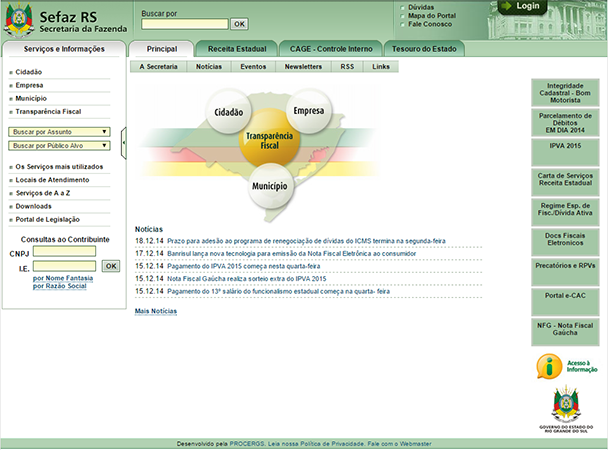 Sefaz RS
Secretaria da Fazenda
Buscar por
OK
Dúvidas
Mapa do Portal
Fale Conosco
Login
Serviços e Informações
Principal
Receita Estadual
CAGE - Controle Interno
Tesouro do Estado
A Secretaria
Notícias
Eventos
Newsletters
RSS
Links
Cidadão
Empresa
Município
Transparência Fiscal
Buscar por Assunto
Buscar por Público Alvo
Os Serviços mais utilizados
Locais de Atendimento
Serviços de A a Z
Downloads
Portal de Legislação
Consultas ao Contribuinte
CNPJ
I.E.
OK
por Nome Fantasia
por Razão Social
Cidadão
Empresa
Transparência
Fiscal
Município
Notícias
18.12.14 Prazo para adesão ao programa de renegociação de dívidas do ICMS termina na segunda-feira
17.12.14 Banrisul lança nova tecnologia para emissão da Nota Fiscal Eletrônica ao consumidor
15.12.14 Pagamento do IPVA 2015 começa nesta quarta-feira
15.12.14 Nota Fiscal Gaúcha realiza sorteio extra do IPVA 2015
15.12.14 Pagamento do 13º salário do funcionalismo estadual começa na quarta- feira
Mais Notícias
Integridade
Cadastral - Bom
Motorista
Parcelamento de
Débitos
EM DIA 2014
IPVA 2015
Carta de Serviços
Receita Estadual
Regime Esp. de
Fisc./Dívida Ativa
Docs Fiscais
Eletronicos
Precatórios e RPVs
Portal e-CAC
NFG - Nota Fiscal
Gaúcha
Acesso à
Informação
GOVERNO DO ESTADO DO
RIO GRANDE DO SUL
Desenvolvido pela PROCERGS. Leia nossa Política de Privacidade. Fale com o Webmaster